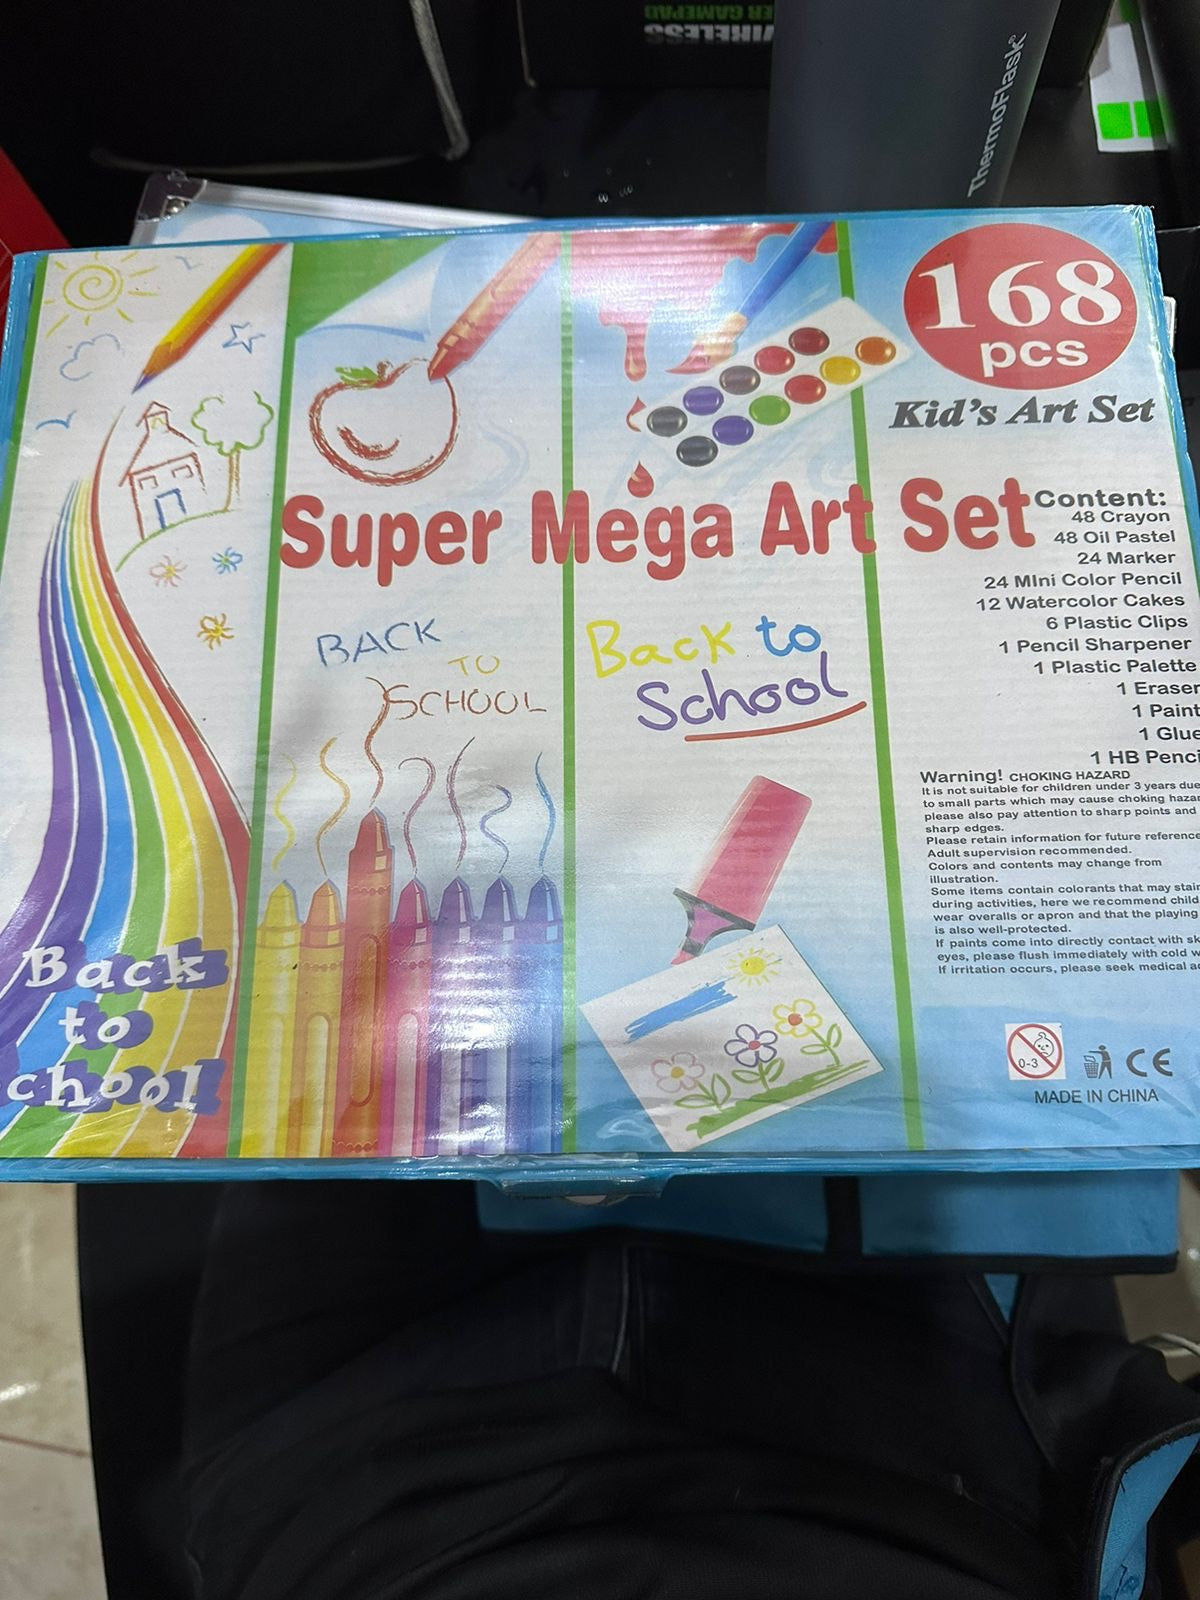 WIRELESS
ER GAMEPAD
ThermoFlask®
168
pcs
Kid's Art Set
Super Mega Art Set
Content:
48 Crayon
48 Oil Pastel
24 Marker
24 MIni Color Pencil
12 Watercolor Cakes
6 Plastic Clips
1 Pencil Sharpener
1 Plastic Palette
1 Eraser
1 Paint
1 Glue
1 HB Penci
BACK
TO
SCHOOL
Back to
School
Back
to
chool
Warning! CHOKING HAZARD
It is not suitable for children under 3 years due
to small parts which may cause choking hazar
please also pay attention to sharp points and
sharp edges.
Please retain information for future reference
Adult supervision recommended.
Colors and contents may change from
illustration.
Some items contain colorants that may stain
during activities, here we recommend child
wear overalls or apron and that the playing
is also well-protected.
If paints come into directly contact with sk
eyes, please flush immediately with cold w
If irritation occurs, please seek medical a
0-3
CE
MADE IN CHINA